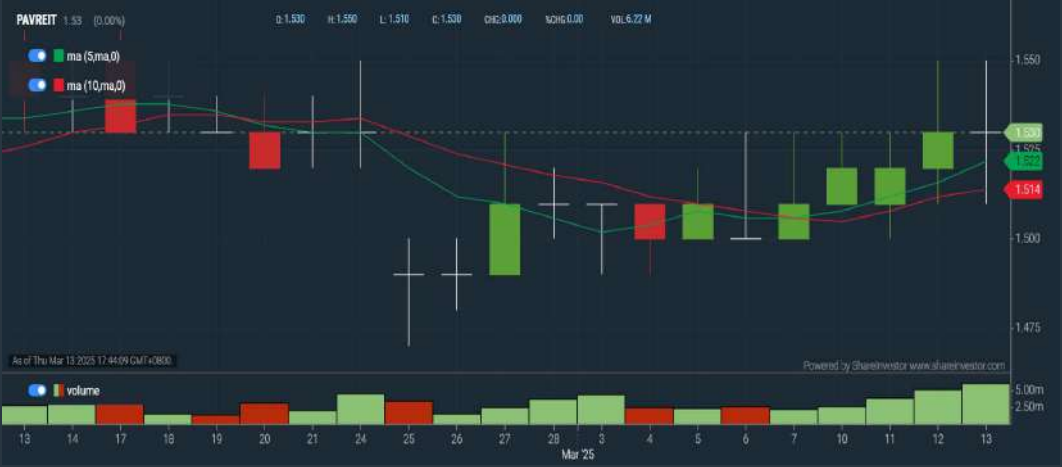 PAVREIT 1.53 (0.00%) O:1.530 H:1.550 L:1.510 C:1.530 CHG:0.000 %CHG:0.00 VOL:6.22 M
ma (5,ma,0)
ma (10,ma,0)
1.550
1.530
1.525
1.522
1.514
1.500
1.475
As of Thu Mar 13 2025 17:44:09 GMT+0800.
Powered by ShareInvestor www.shareinvestor.com
volume
5.00m
2.50m
13 14 17 18 19 20 21 24 25 26 27 28 3 4 5 6 7 10 11 12 13
Mar '25